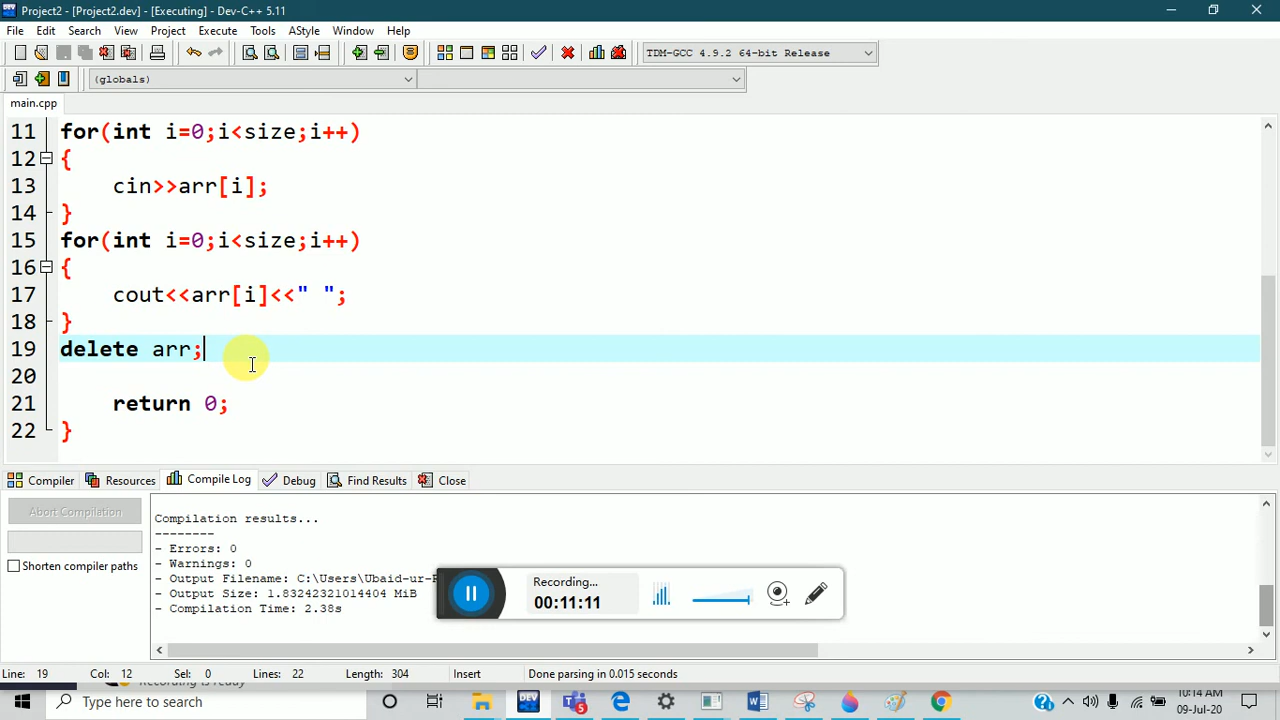 Project2 - [Project2.dev] - [Executing] - Dev-C++ 5.11
File Edit Search View Project Execute Tools AStyle Window Help
TDM-GCC 4.9.2 64-bit Release
(globals)
main.cpp
11 for(int i=0;i<size;i++)
12 {
13 cin>>arr[i];
14 }
15 for(int i=0;i<size;i++)
16 {
17 cout<<arr[i]<<" ";
18 }
19 delete arr;
20
21 return 0;
22 }
Compiler Resources Compile Log Debug Find Results Close
Abort Compilation
Shorten compiler paths
Compilation results...
--------
- Errors: 0
- Warnings: 0
- Output Filename: C:\Users\Ubaid-ur-
- Output Size: 1.83242321014404 MiB
- Compilation Time: 2.38s
Recording...
00:11:11
Line: 19 Col: 12 Sel: 0 Lines: 22 Length: 304 Insert Done parsing in 0.015 seconds
Type here to search
10:14 AM
09-Jul-20